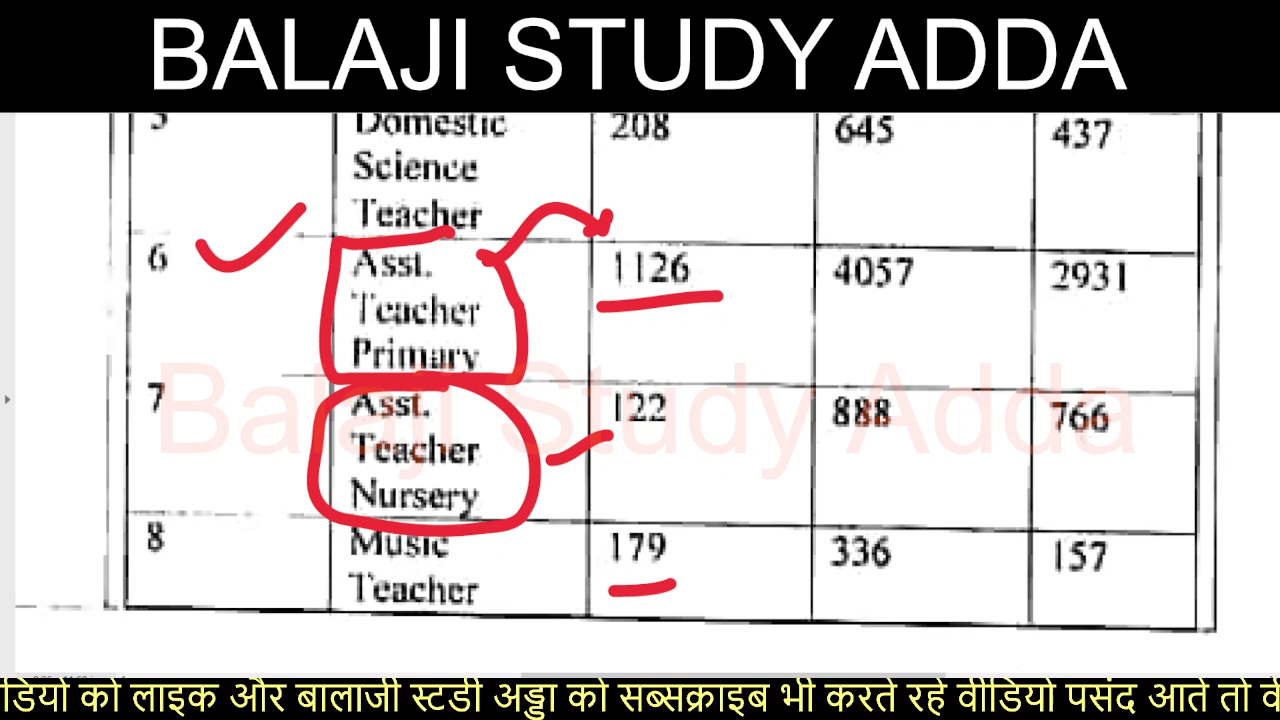 BALAJI STUDY ADDA
5 Domestic 208 645 437
Science
Teacher
6 Asst. 1126 4057 2931
Teacher
Primary
Balaji Study Adda
7 Asst. 122 888 766
Teacher
Nursery
8 Music 179 336 157
Teacher
डियो को लाइक और बालाजी स्टडी अड्डा को सब्सक्राइब भी करते रहे वीडियो पसंद आते तो वे